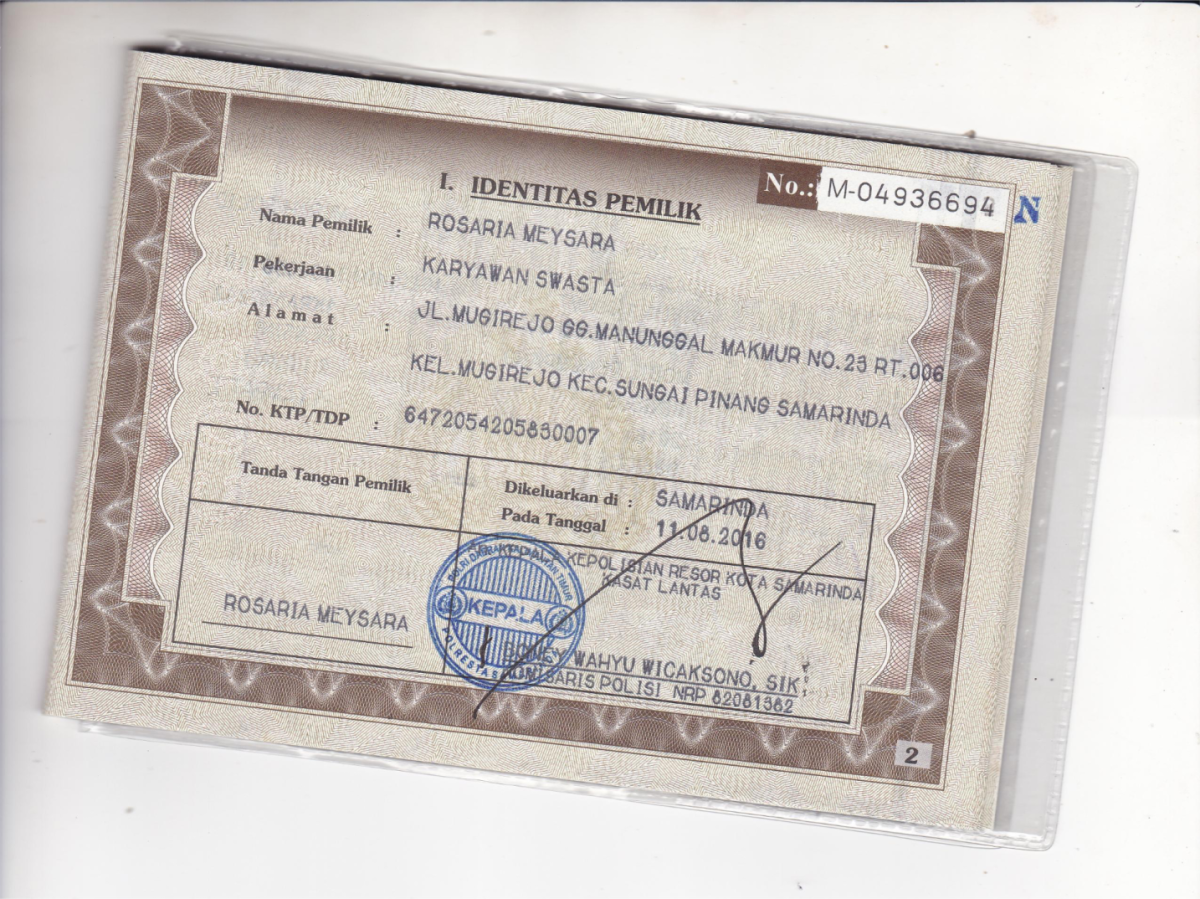 No.: M-04936694 N
I. IDENTITAS PEMILIK
Nama Pemilik : ROSARIA MEYSARA
Pekerjaan : KARYAWAN SWASTA
Alamat : JL.MUGIREJO GG.MANUNGGAL MAKMUR NO.23 RT.006
KEL.MUGIREJO KEC.SUNGAI PINANG SAMARINDA
No. KTP/TDP : 6472054205830007
Tanda Tangan Pemilik
Dikeluarkan di : SAMARINDA
Pada Tanggal : 11.08.2016
KEPALA KEPOLISIAN RESOR KOTA SAMARINDA
KASAT LANTAS
KEPALA
ROSARIA MEYSARA
WAHYU WICAKSONO, SIK
POLISI NRP 82081382
2